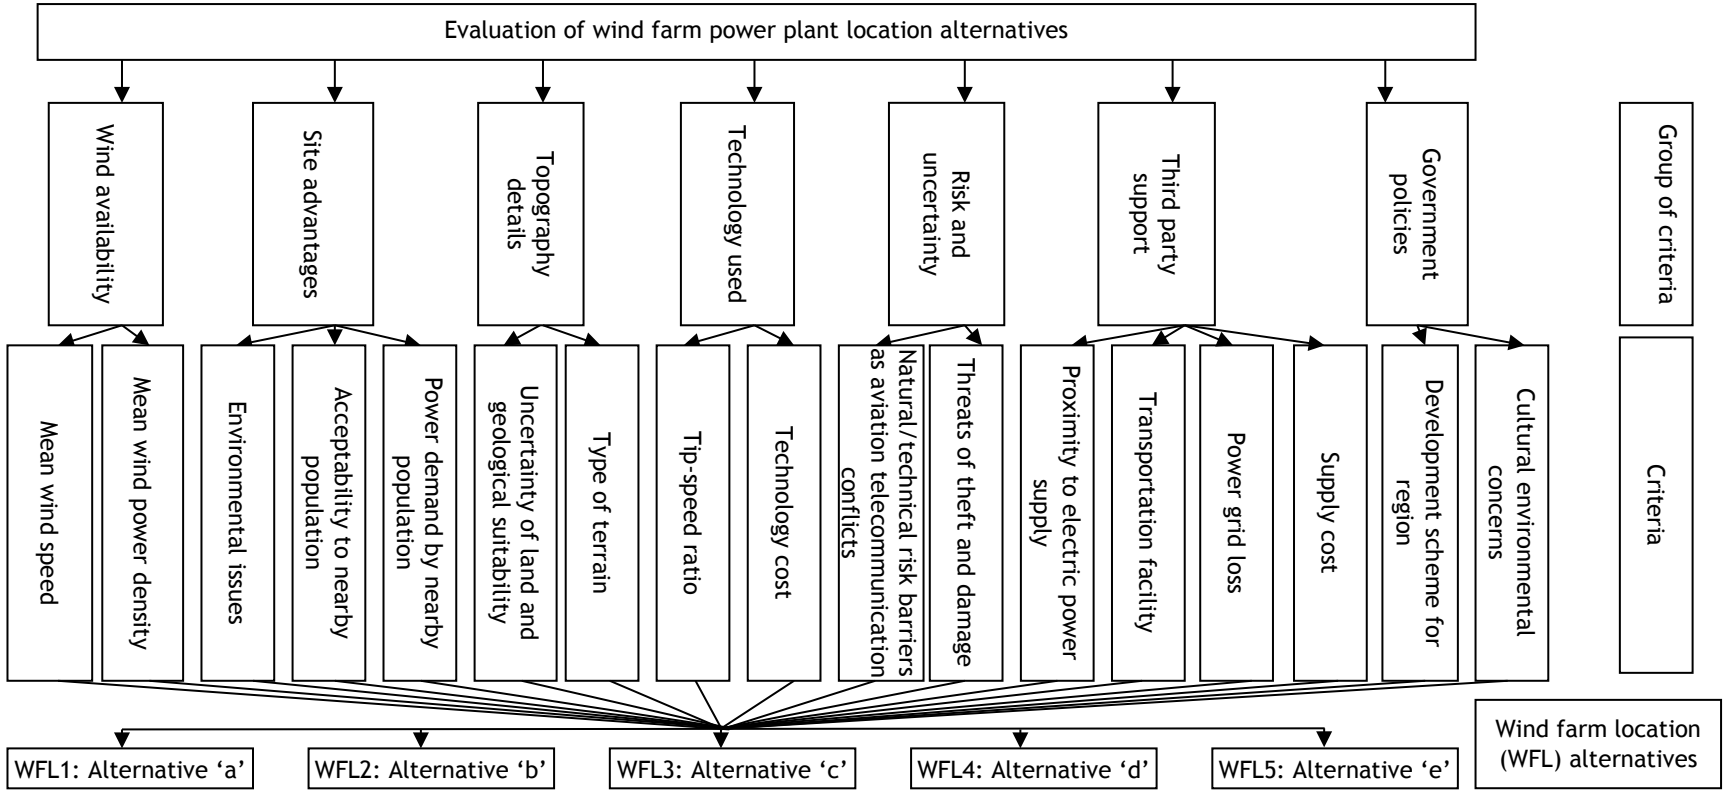 Evaluation of wind farm power plant location alternatives
Wind availability
Site advantages
Topography
details
Technology used
Risk and
uncertainty
Third party
support
Government
policies
Group of criteria
Mean wind speed
Mean wind power density
Environmental issues
Acceptability to nearby
population
Power demand by nearby
population
Uncertainty of land and
geological suitability
Type of terrain
Tip-speed ratio
Technology cost
Natural/technical risk barriers
as aviation telecommunication
conflicts
Threats of theft and damage
Proximity to electric power
supply
Transportation facility
Power grid loss
Supply cost
Development scheme for
region
Cultural environmental
concerns
Criteria
WFL1: Alternative ‘a’
WFL2: Alternative ‘b’
WFL3: Alternative ‘c’
WFL4: Alternative ‘d’
WFL5: Alternative ‘e’
Wind farm location
(WFL) alternatives